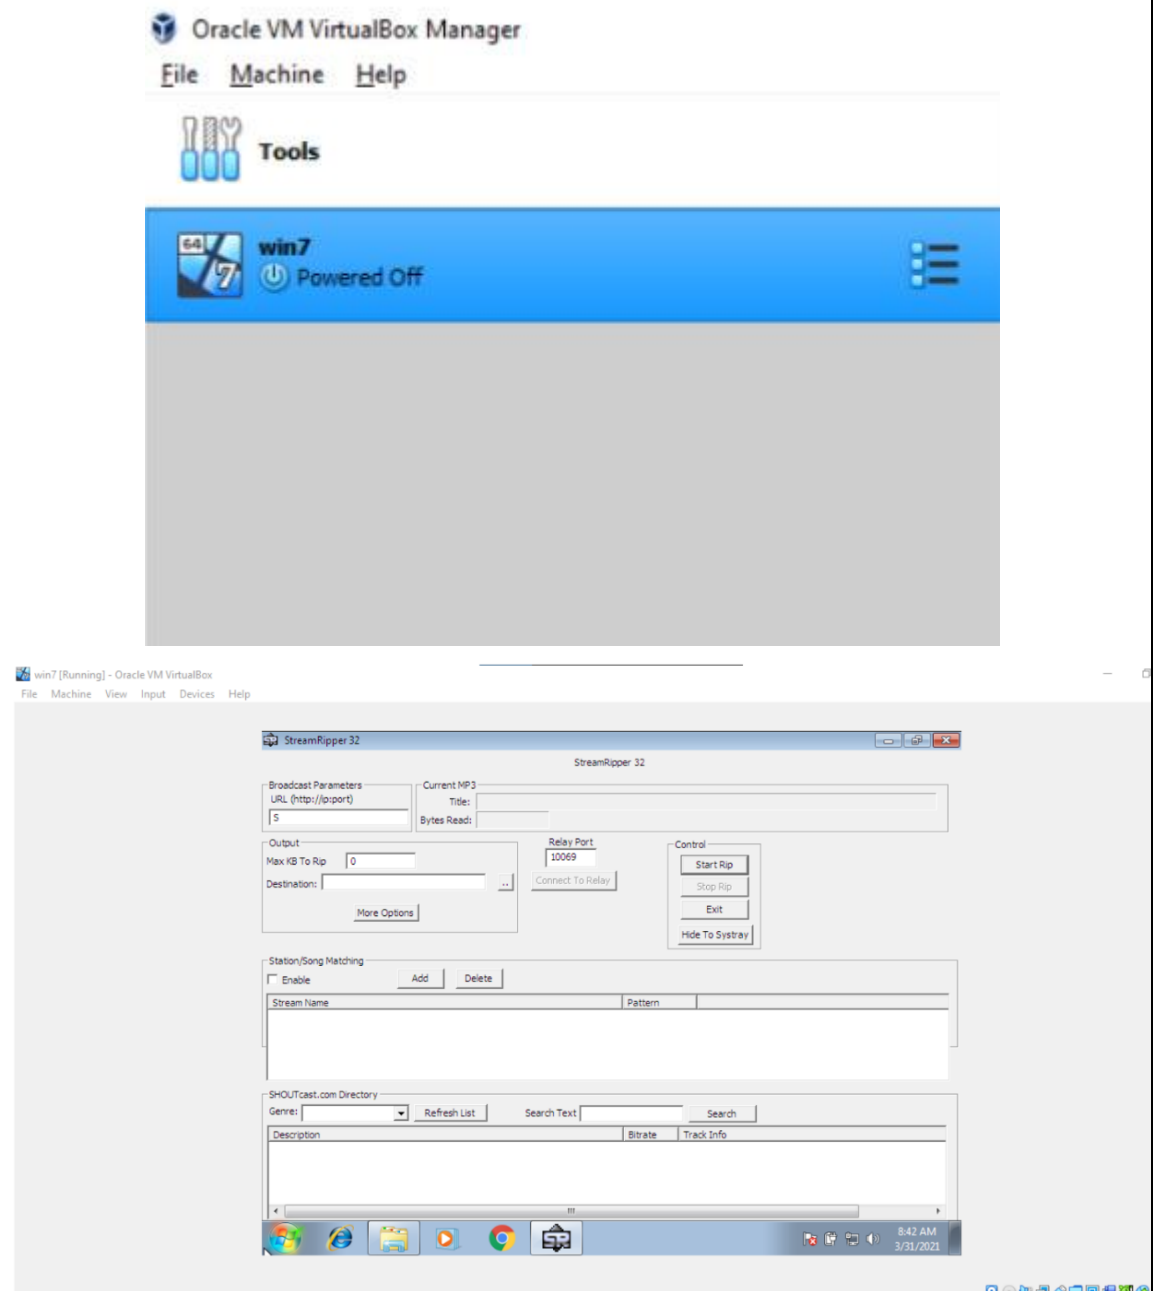 Oracle VM VirtualBox Manager
File Machine Help
Tools
64
7
win7
Powered Off
win7 [Running] - Oracle VM VirtualBox
File Machine View Input Devices Help
StreamRipper 32
StreamRipper 32
Broadcast Parameters
URL (http://ip:port)
S
Current MP3
Title:
Bytes Read:
Output
Max KB To Rip 0
Destination: ..
More Options
Relay Port
10069
Connect To Relay
Control
Start Rip
Stop Rip
Exit
Hide To Systray
Station/Song Matching
Enable Add Delete
Stream Name Pattern
SHOUTcast.com Directory
Genre: Refresh List Search Text Search
Description Bitrate Track Info
8:42 AM
3/31/2021